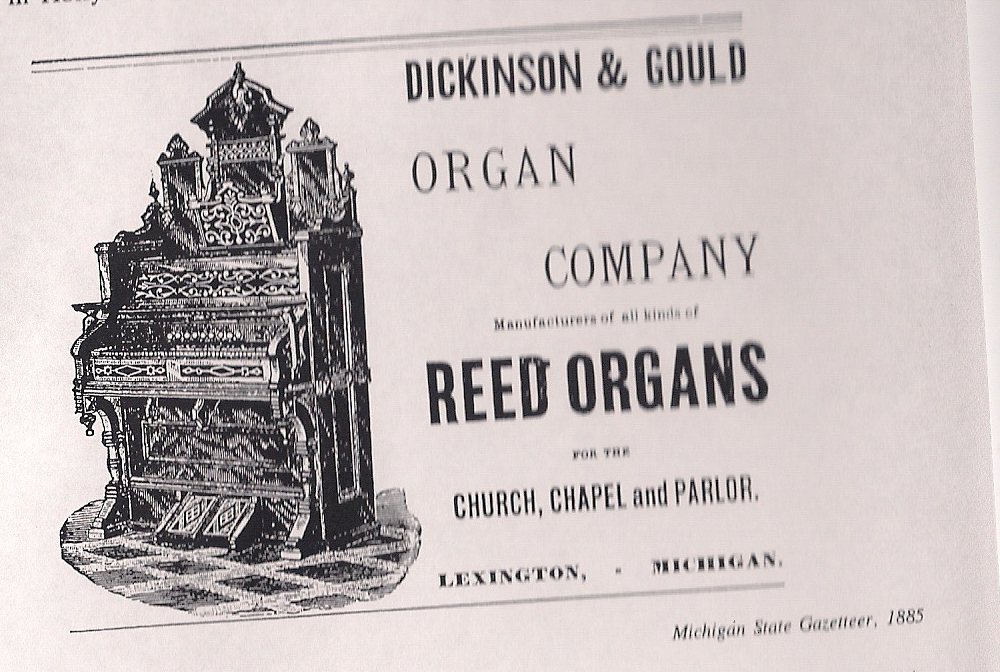 DICKINSON & GOULD
ORGAN
COMPANY
Manufacturers of all kinds of
REED ORGANS
FOR THE
CHURCH, CHAPEL and PARLOR.
LEXINGTON, - MICHIGAN.
Michigan State Gazetteer, 1885